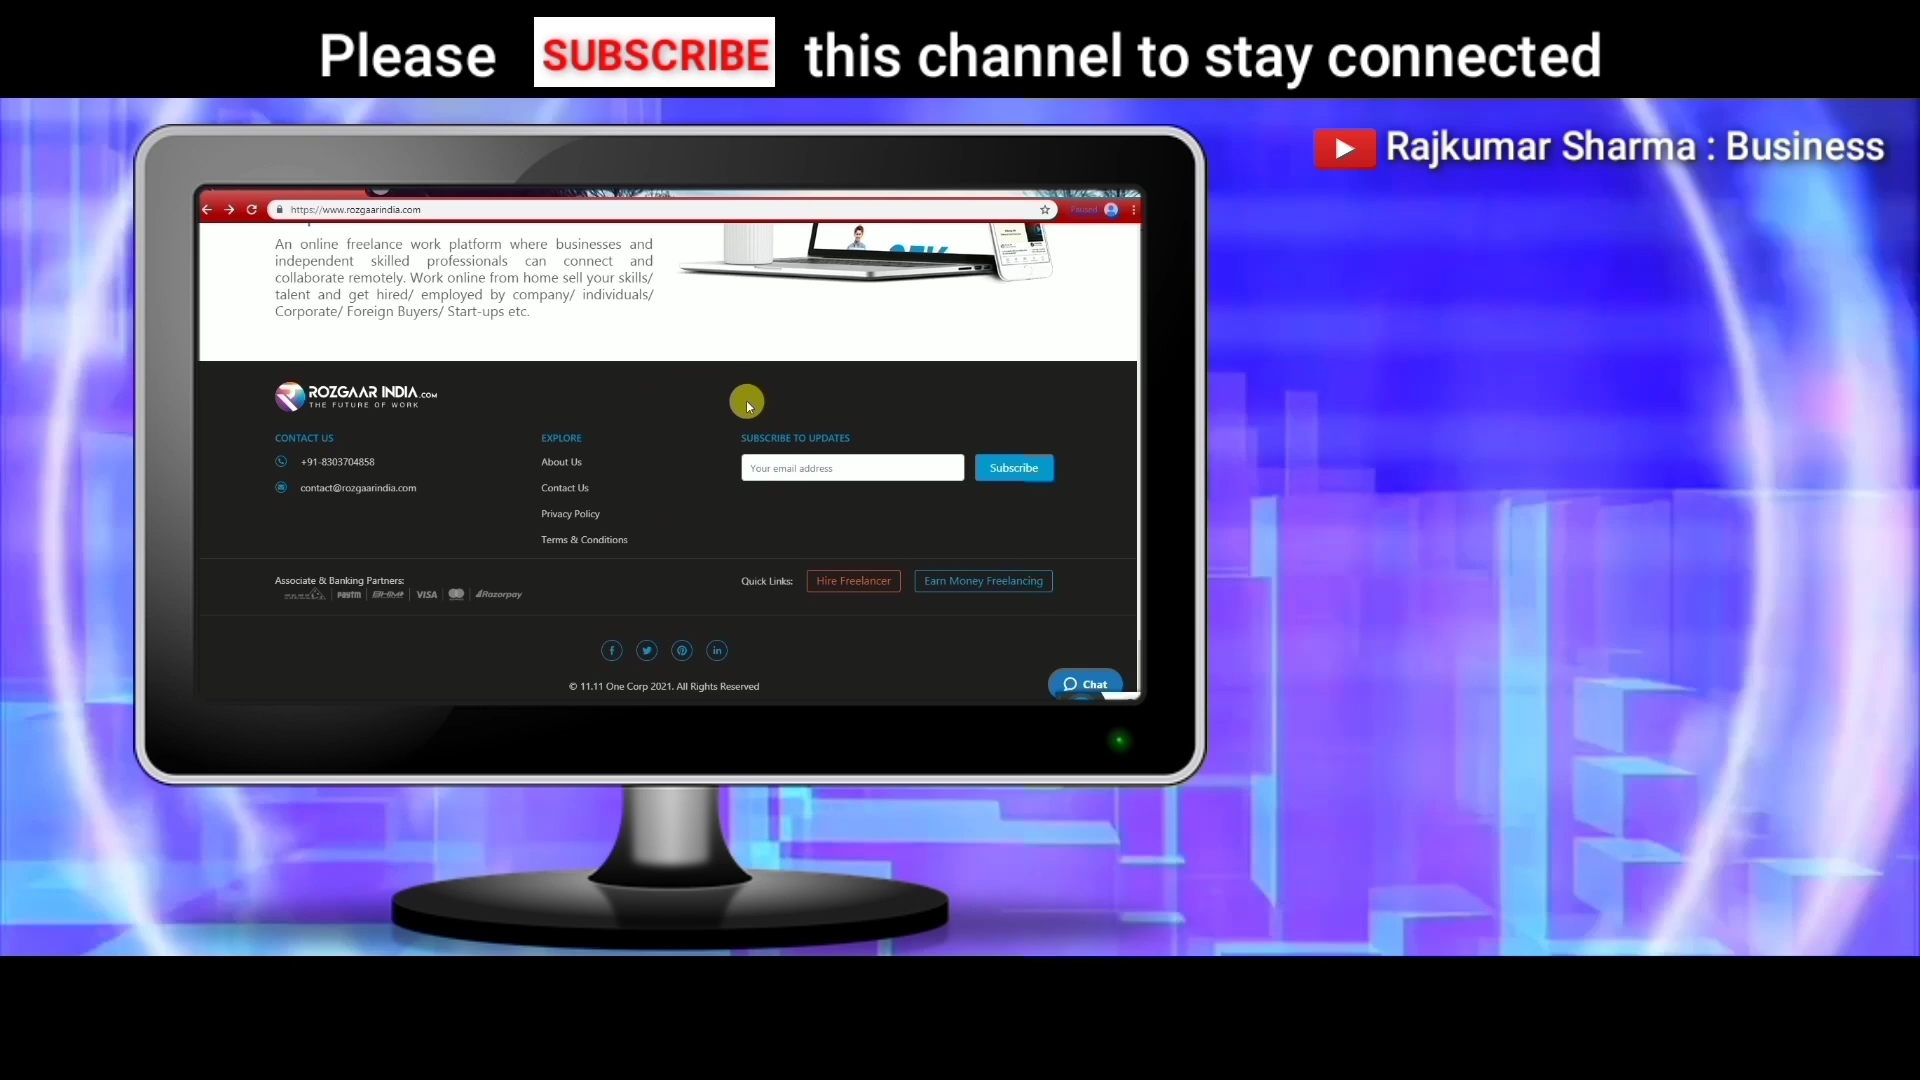 Please SUBSCRIBE this channel to stay connected
Rajkumar Sharma : Business
https://www.rozgaarindia.com
Paused
An online freelance work platform where businesses and
independent skilled professionals can connect and
collaborate remotely. Work online from home sell your skills/
talent and get hired/ employed by company/ individuals/
Corporate/ Foreign Buyers/ Start-ups etc.
ROZGAAR INDIA.COM
THE FUTURE OF WORK
CONTACT US
+91-8303704858
contact@rozgaarindia.com
EXPLORE
About Us
Contact Us
Privacy Policy
Terms & Conditions
SUBSCRIBE TO UPDATES
Your email address
Subscribe
Associate & Banking Partners:
Paytm BHIM VISA Razorpay
Quick Links: Hire Freelancer Earn Money Freelancing
© 11.11 One Corp 2021. All Rights Reserved
Chat